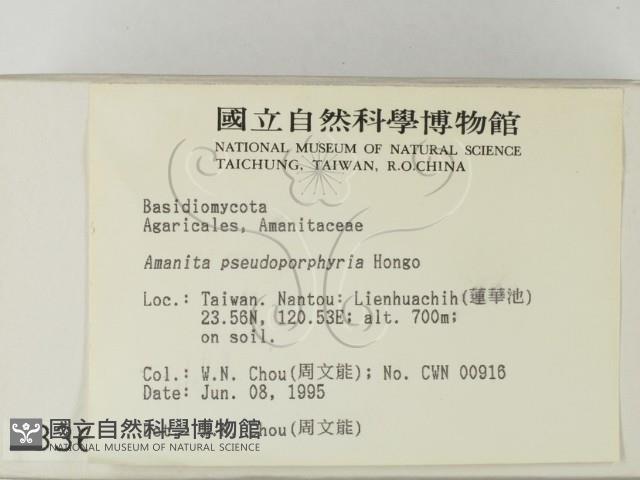 國立自然科學博物館
NATIONAL MUSEUM OF NATURAL SCIENCE
TAICHUNG, TAIWAN, R.O.CHINA
Basidiomycota
Agaricales, Amanitaceae
Amanita pseudoporphyria Hongo
Loc.: Taiwan. Nantou: Lienhuachih(蓮華池)
23.56N, 120.53E; alt. 700m;
on soil.
Col.: W.N. Chou(周文能); No. CWN 00916
Date: Jun. 08, 1995
Chou(周文能)
國立自然科學博物館
NATIONAL MUSEUM OF NATURAL SCIENCE